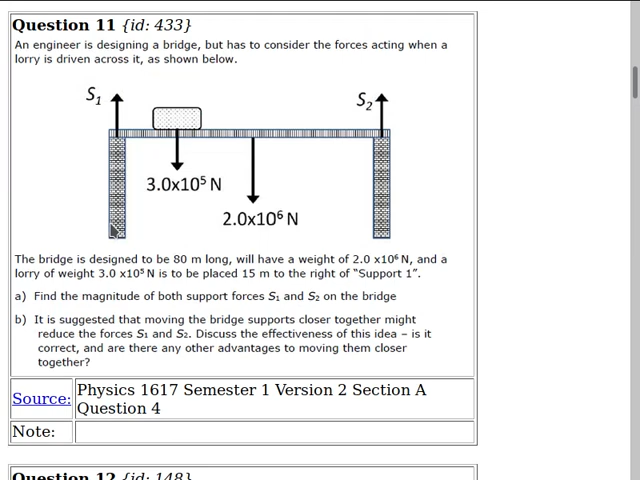 Question 11 {id: 433}
An engineer is designing a bridge, but has to consider the forces acting when a
lorry is driven across it, as shown below.
S₁
S₂
3.0x10⁵ N
2.0x10⁶ N
The bridge is designed to be 80 m long, will have a weight of 2.0 x10⁶ N, and a
lorry of weight 3.0 x10⁵ N is to be placed 15 m to the right of “Support 1”.
a) Find the magnitude of both support forces S₁ and S₂ on the bridge
b) It is suggested that moving the bridge supports closer together might
reduce the forces S₁ and S₂. Discuss the effectiveness of this idea – is it
correct, and are there any other advantages to moving them closer
together?
Source: Physics 1617 Semester 1 Version 2 Section A
Question 4
Note:
Question 12 {id: 148}